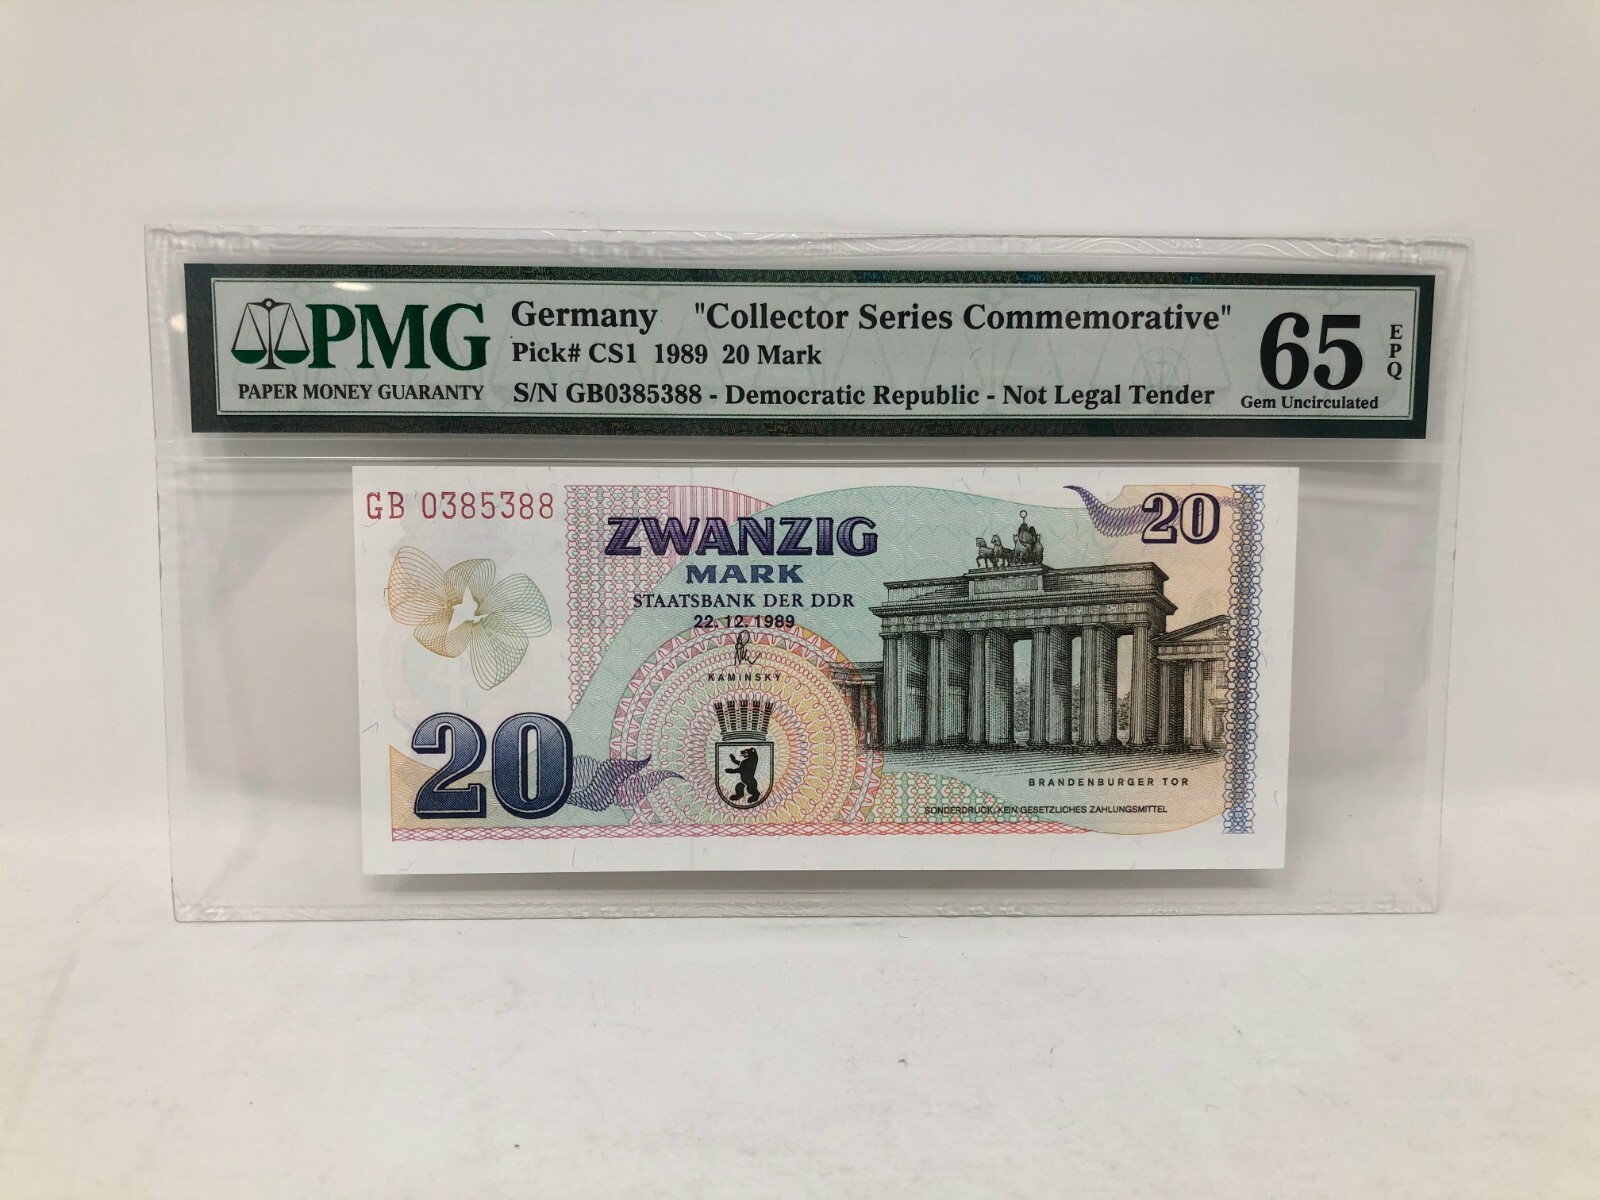 PMG
PAPER MONEY GUARANTY
Germany "Collector Series Commemorative"
Pick# CS1 1989 20 Mark
S/N GB0385388 - Democratic Republic - Not Legal Tender
65
EPQ
Gem Uncirculated
GB 0385388
ZWANZIG
MARK
STAATSBANK DER DDR
22.12.1989
KAMINSKY
20
20
BRANDENBURGER TOR
SONDERDRUCK, KEIN GESETZLICHES ZAHLUNGSMITTEL